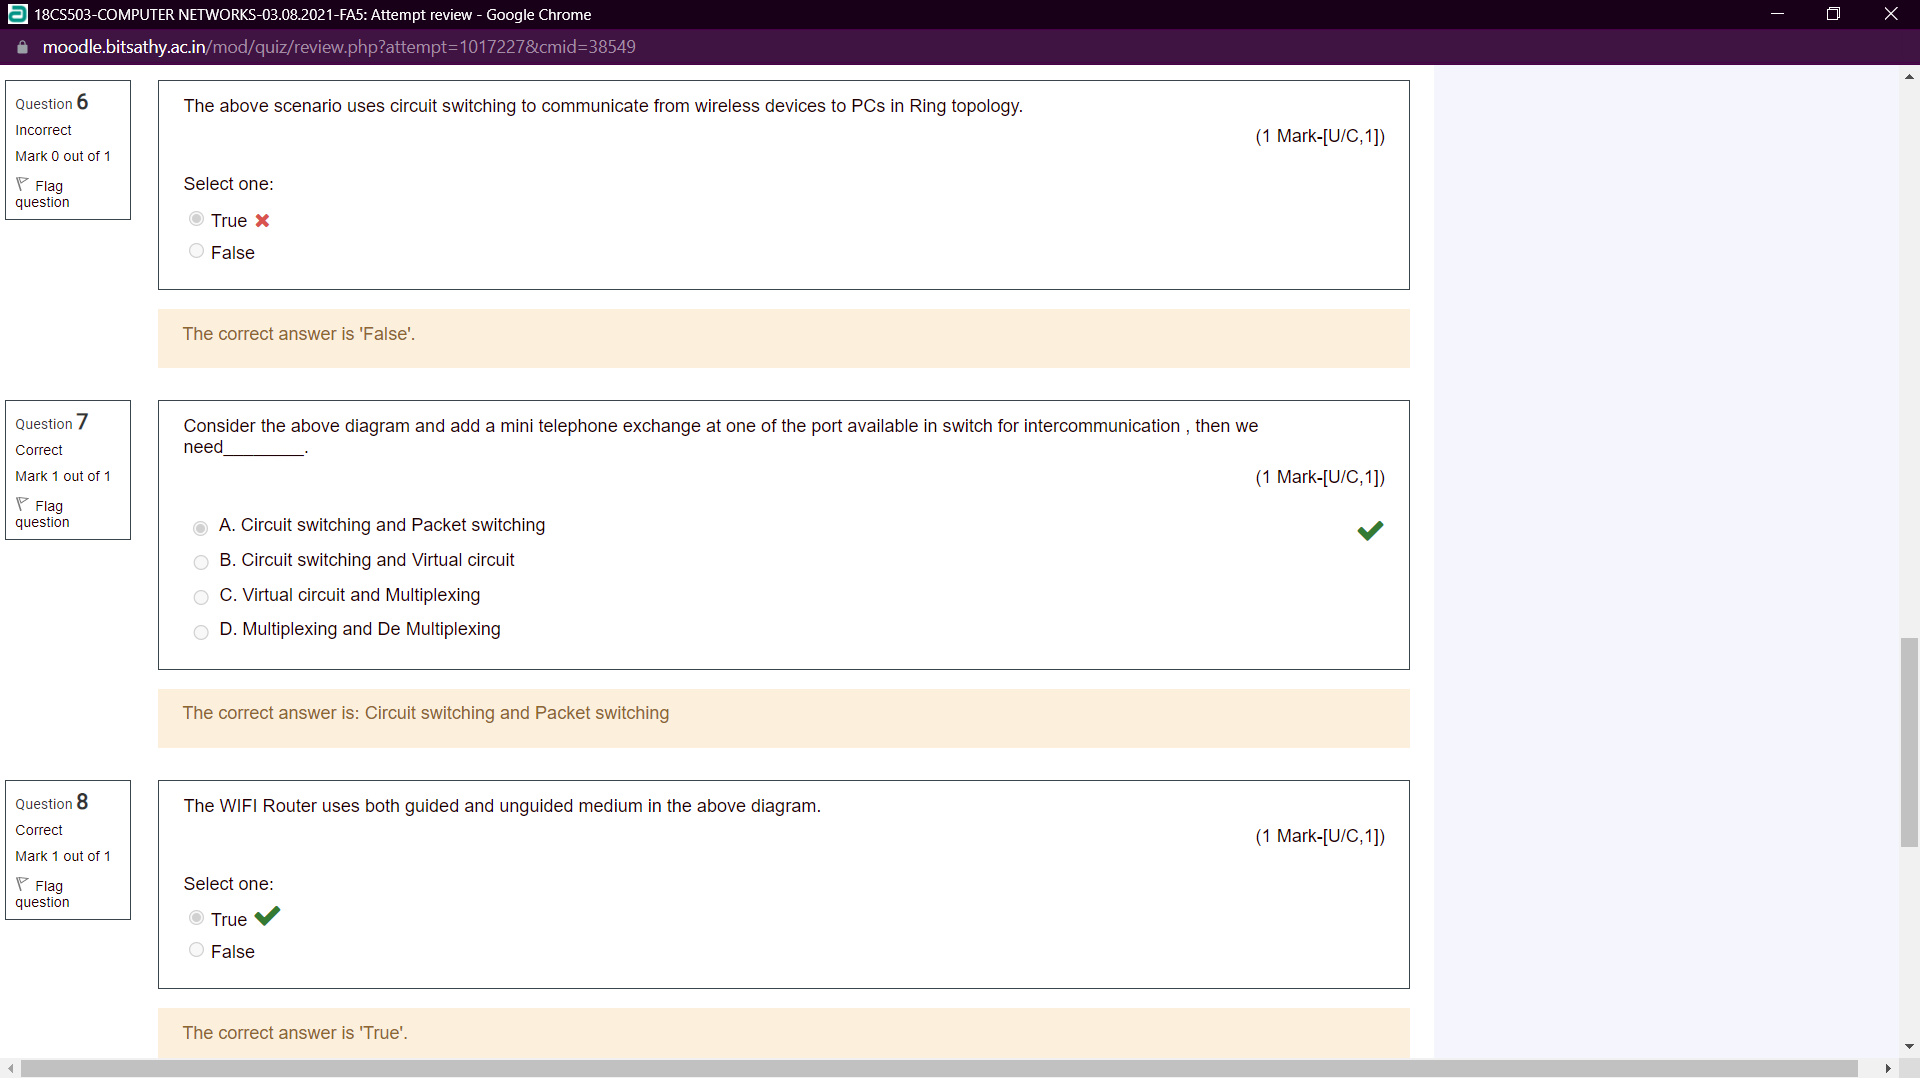 18CS503-COMPUTER NETWORKS-03.08.2021-FA5: Attempt review - Google Chrome
moodle.bitsathy.ac.in/mod/quiz/review.php?attempt=1017227&cmid=38549
Question 6
Incorrect
Mark 0 out of 1
Flag
question
The above scenario uses circuit switching to communicate from wireless devices to PCs in Ring topology.
(1 Mark-[U/C,1])
Select one:
True
False
The correct answer is 'False'.
Question 7
Correct
Mark 1 out of 1
Flag
question
Consider the above diagram and add a mini telephone exchange at one of the port available in switch for intercommunication , then we
need________.
(1 Mark-[U/C,1])
A. Circuit switching and Packet switching
B. Circuit switching and Virtual circuit
C. Virtual circuit and Multiplexing
D. Multiplexing and De Multiplexing
The correct answer is: Circuit switching and Packet switching
Question 8
Correct
Mark 1 out of 1
Flag
question
The WIFI Router uses both guided and unguided medium in the above diagram.
(1 Mark-[U/C,1])
Select one:
True
False
The correct answer is 'True'.